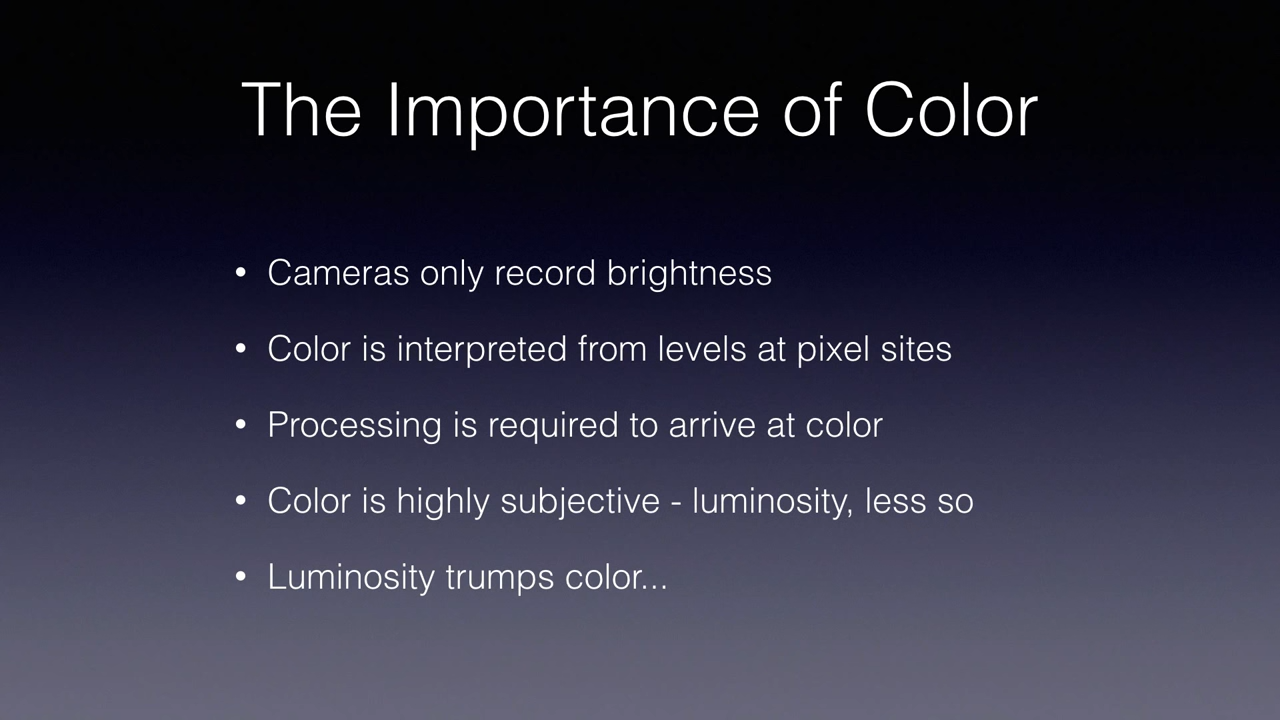 The Importance of Color
• Cameras only record brightness
• Color is interpreted from levels at pixel sites
• Processing is required to arrive at color
• Color is highly subjective - luminosity, less so
• Luminosity trumps color...